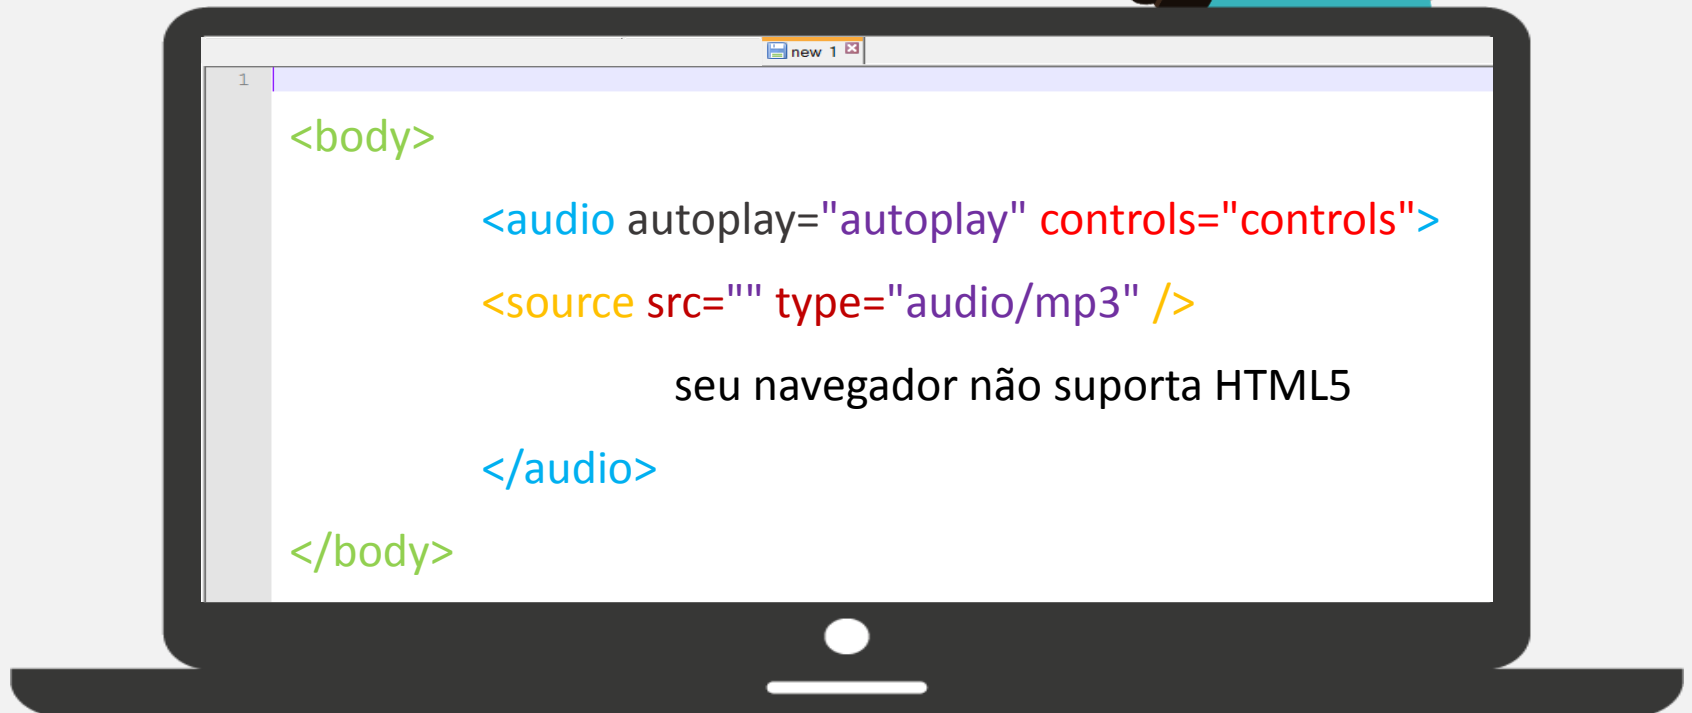 new 1
1
<body>
<audio autoplay="autoplay" controls="controls">
<source src="" type="audio/mp3" />
seu navegador não suporta HTML5
</audio>
</body>